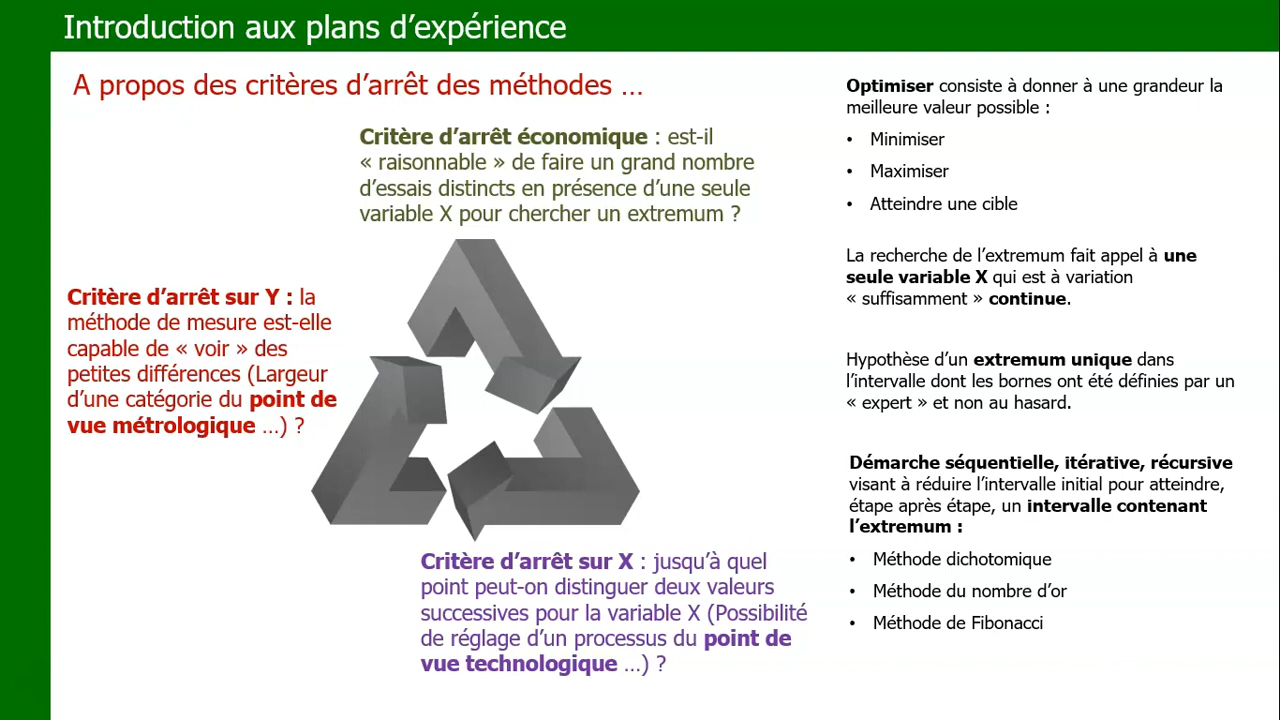 Introduction aux plans d’expérience
A propos des critères d’arrêt des méthodes …
Critère d’arrêt économique : est-il
« raisonnable » de faire un grand nombre
d’essais distincts en présence d’une seule
variable X pour chercher un extremum ?
Critère d’arrêt sur Y : la
méthode de mesure est-elle
capable de « voir » des
petites différences (Largeur
d’une catégorie du point de
vue métrologique …) ?
Critère d’arrêt sur X : jusqu’à quel
point peut-on distinguer deux valeurs
successives pour la variable X (Possibilité
de réglage d’un processus du point de
vue technologique …) ?
Optimiser consiste à donner à une grandeur la
meilleure valeur possible :
• Minimiser
• Maximiser
• Atteindre une cible
La recherche de l’extremum fait appel à une
seule variable X qui est à variation
« suffisamment » continue.
Hypothèse d’un extremum unique dans
l’intervalle dont les bornes ont été définies par un
« expert » et non au hasard.
Démarche séquentielle, itérative, récursive
visant à réduire l’intervalle initial pour atteindre,
étape après étape, un intervalle contenant
l’extremum :
• Méthode dichotomique
• Méthode du nombre d’or
• Méthode de Fibonacci